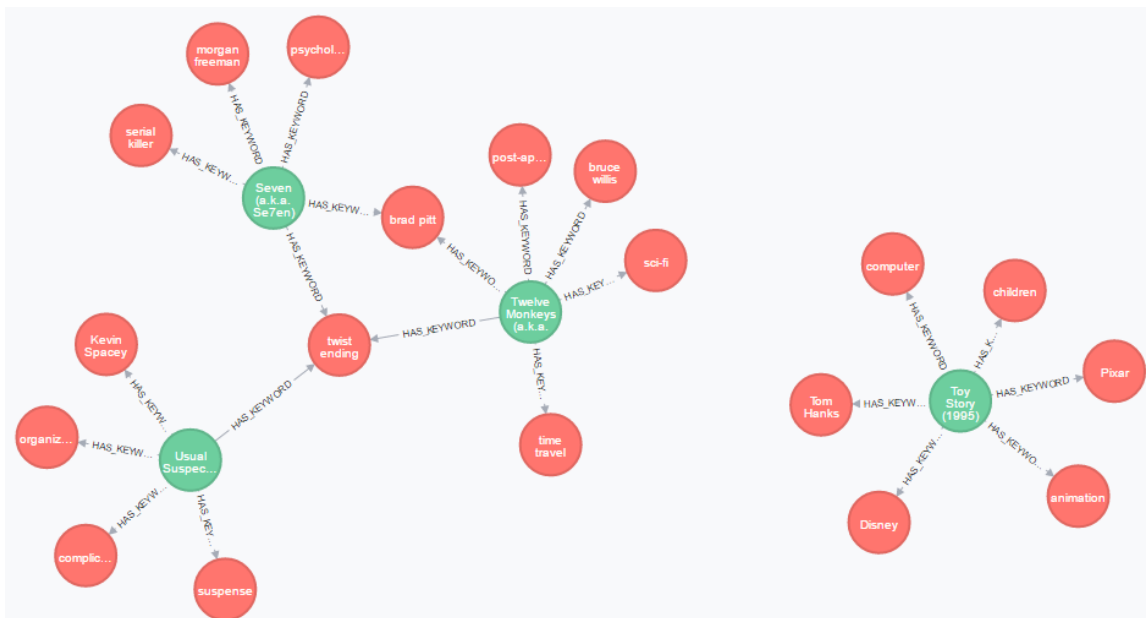 morgan
freeman
psychol...
serial
killer
HAS_KEYWORD
HAS_KEYWORD
HAS_KEYW...
Seven
(a.k.a.
Se7en)
HAS_KEYW...
brad pitt
HAS_KEYWORD
post-ap...
bruce
willis
HAS_KEYWORD
HAS_KEYWORD
HAS_KEYWO...
sci-fi
HAS_KEY...
Twelve
Monkeys
(a.k.a.
HAS_KEYWORD
twist
ending
HAS_KEY...
time
travel
Kevin
Spacey
HAS_KEYW...
HAS_KEYWORD
organiz...
HAS_KEYW...
Usual
Suspec...
HAS_KEYW...
HAS_KEY...
complic...
suspense
computer
children
HAS_KEYWORD
HAS_K...
Pixar
HAS_KEYWORD
Tom
Hanks
HAS_KEYW...
Toy
Story
(1995)
HAS_KEYW...
HAS_KEYWO...
Disney
animation